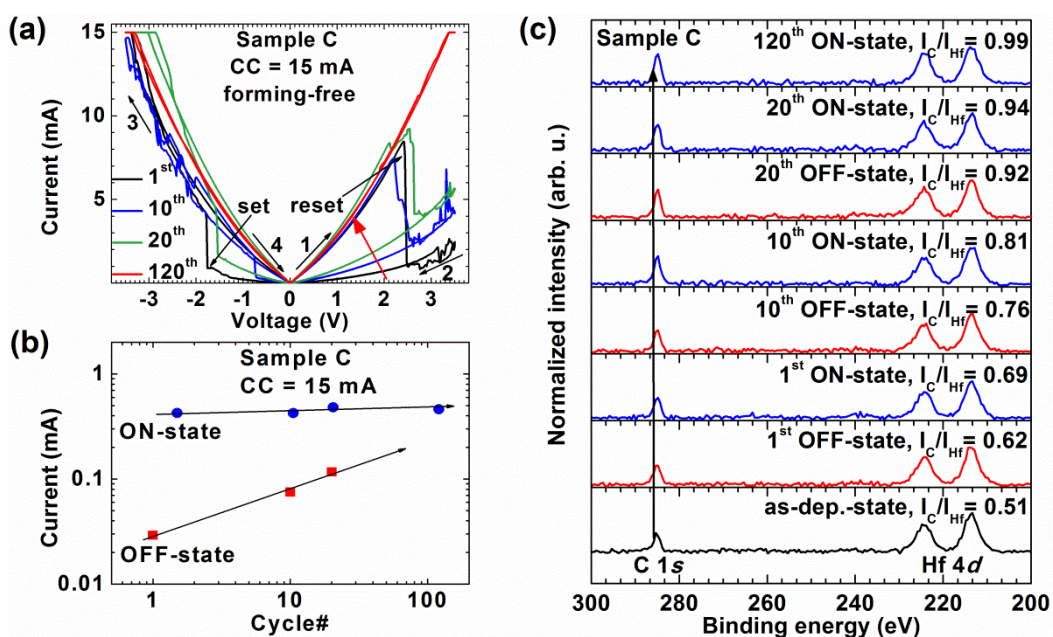 (a)
Sample C
CC = 15 mA
forming-free
15
10
5
Current (mA)
3
1st
10th
20th
120th
set
reset
4
1
2
-3 -2 -1 0 1 2 3
Voltage (V)
(b)
Sample C
CC = 15 mA
1
0.1
0.01
Current (mA)
ON-state
OFF-state
1 10 100
Cycle#
(c)
Sample C
120th ON-state, IC/IHf= 0.99
20th ON-state, IC/IHf= 0.94
20th OFF-state, IC/IHf= 0.92
10th ON-state, IC/IHf= 0.81
10th OFF-state, IC/IHf= 0.76
1st ON-state, IC/IHf= 0.69
1st OFF-state, IC/IHf= 0.62
as-dep.-state, IC/IHf= 0.51
C 1s
Hf 4d
Normalized intensity (arb. u.)
300 280 260 240 220 200
Binding energy (eV)